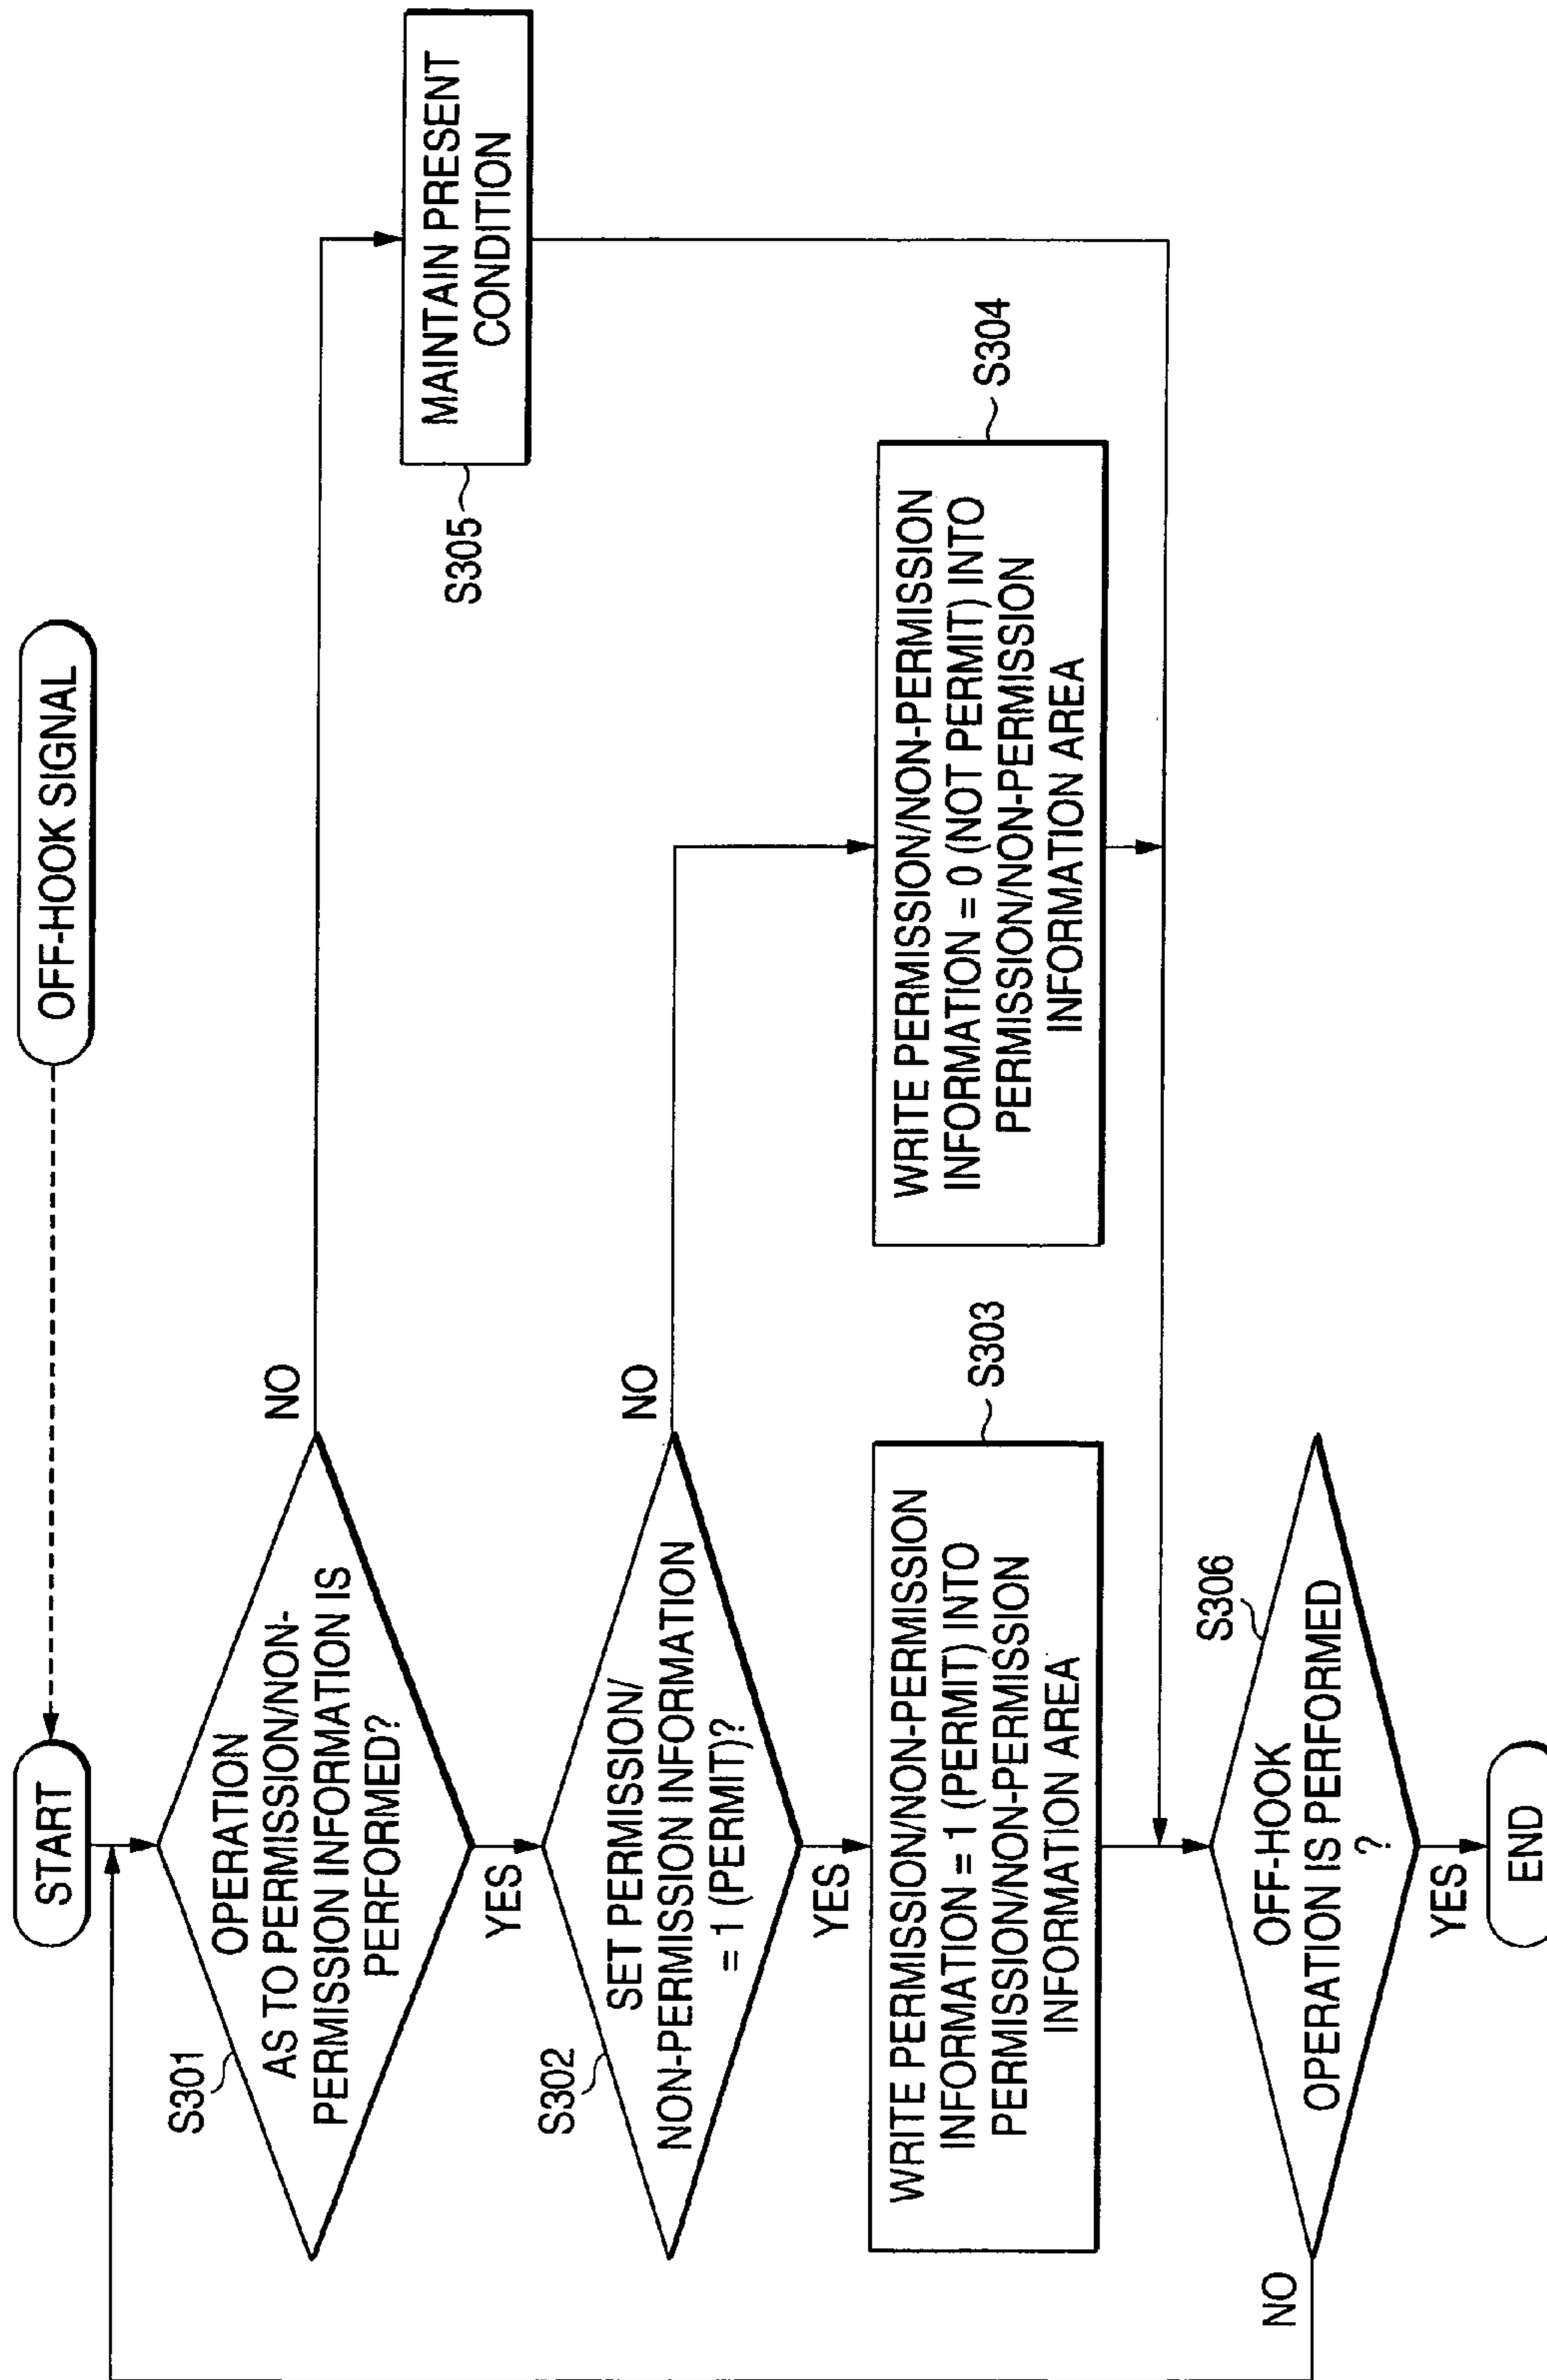 START
OFF-HOOK SIGNAL
S301
OPERATION
AS TO PERMISSION/NON-
PERMISSION INFORMATION IS
PERFORMED?
NO
YES
MAINTAIN PRESENT
CONDITION
S305
S302
SET PERMISSION/
NON-PERMISSION INFORMATION
= 1 (PERMIT)?
NO
YES
WRITE PERMISSION/NON-PERMISSION
INFORMATION = 1 (PERMIT) INTO
PERMISSION/NON-PERMISSION
INFORMATION AREA
S303
WRITE PERMISSION/NON-PERMISSION
INFORMATION = 0 (NOT PERMIT) INTO
PERMISSION/NON-PERMISSION
INFORMATION AREA
S304
S306
OFF-HOOK
OPERATION IS PERFORMED
?
NO
YES
END